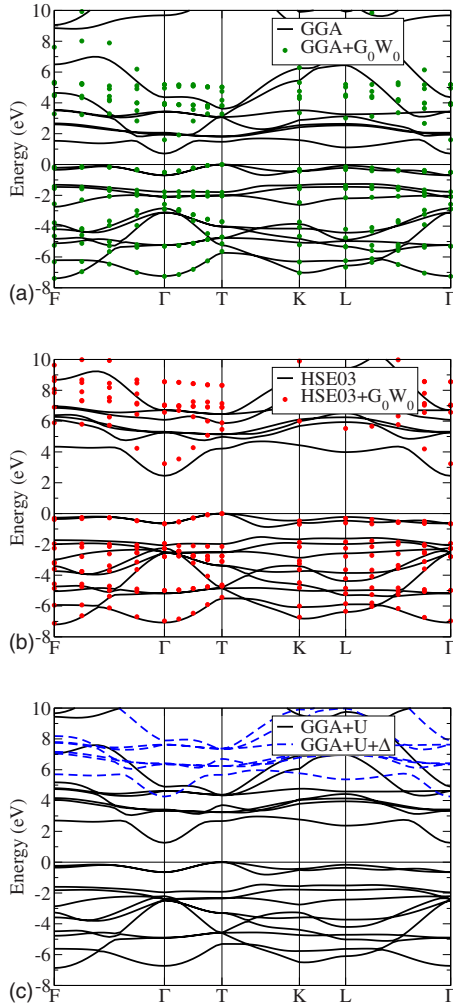 10
8
6
4
2
0
-2
-4
-6
-8
Energy (eV)
GGA
GGA+G₀W₀
(a)
F Γ T K L Γ
10
8
6
4
2
0
-2
-4
-6
-8
Energy (eV)
HSE03
HSE03+G₀W₀
(b)
F Γ T K L Γ
10
8
6
4
2
0
-2
-4
-6
-8
Energy (eV)
GGA+U
GGA+U+Δ
(c)
F Γ T K L Γ